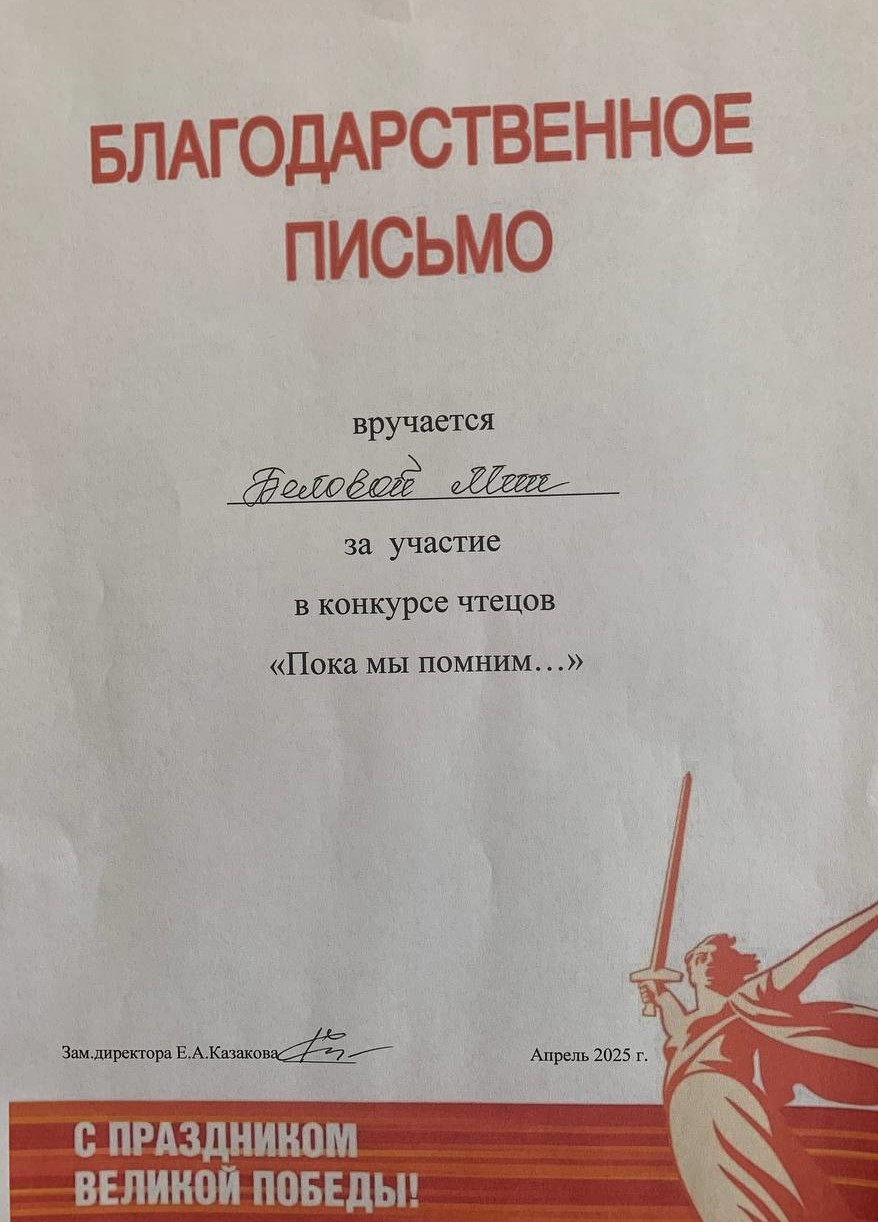 БЛАГОДАРСТВЕННОЕ
ПИСЬМО
вручается
Беловой
за участие
в конкурсе чтецов
«Пока мы помним...»
Зам.директора Е.А.Казакова
Апрель 2025 г.
С ПРАЗДНИКОМ
ВЕЛИКОЙ ПОБЕДЫ!